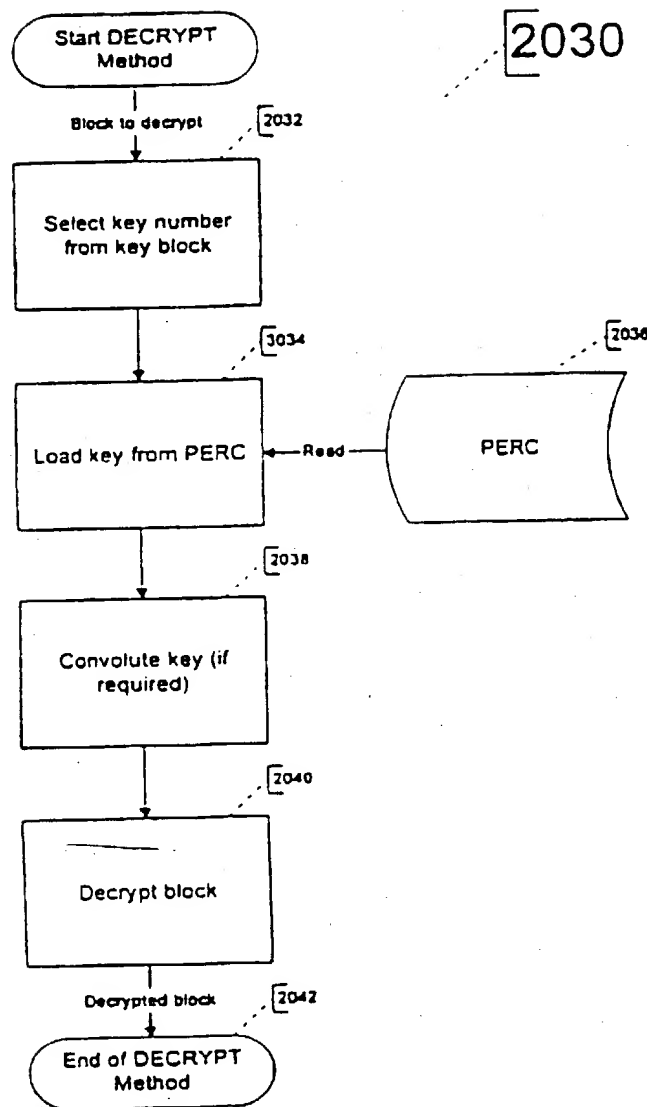 Start DECRYPT
Method
2030
Block to decrypt
2032
Select key number
from key block
3034
2036
Load key from PERC
Read
PERC
2038
Convolute key (if
required)
2040
Decrypt block
Decrypted block
2042
End of DECRYPT
Method